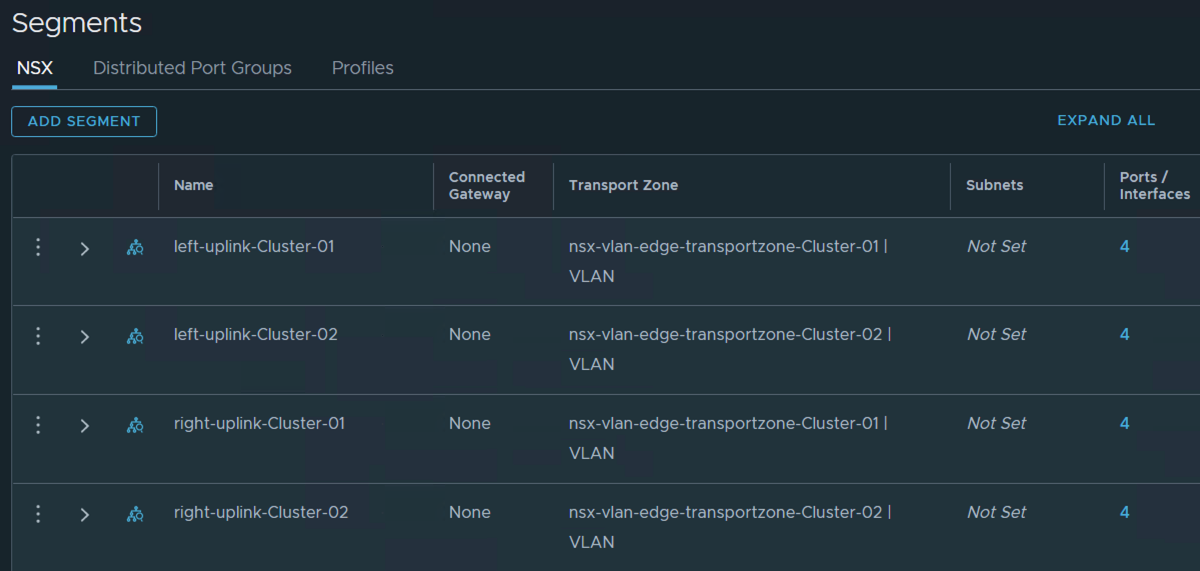 Segments
NSX Distributed Port Groups Profiles
ADD SEGMENT EXPAND ALL
Name Connected Gateway Transport Zone Subnets Ports / Interfaces
left-uplink-Cluster-01 None nsx-vlan-edge-transportzone-Cluster-01 | Not Set 4
VLAN
left-uplink-Cluster-02 None nsx-vlan-edge-transportzone-Cluster-02 | Not Set 4
VLAN
right-uplink-Cluster-01 None nsx-vlan-edge-transportzone-Cluster-01 | Not Set 4
VLAN
right-uplink-Cluster-02 None nsx-vlan-edge-transportzone-Cluster-02 | Not Set 4
VLAN